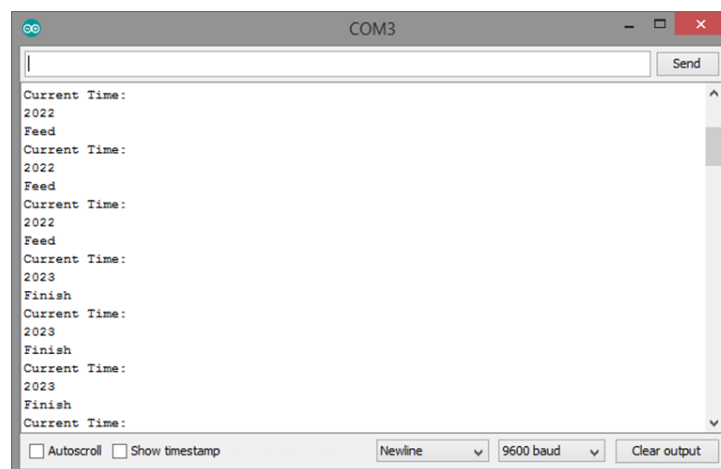 COM3
Send
Current Time:
2022
Feed
Current Time:
2022
Feed
Current Time:
2022
Feed
Current Time:
2023
Finish
Current Time:
2023
Finish
Current Time:
2023
Finish
Current Time:
Autoscroll Show timestamp Newline 9600 baud Clear output